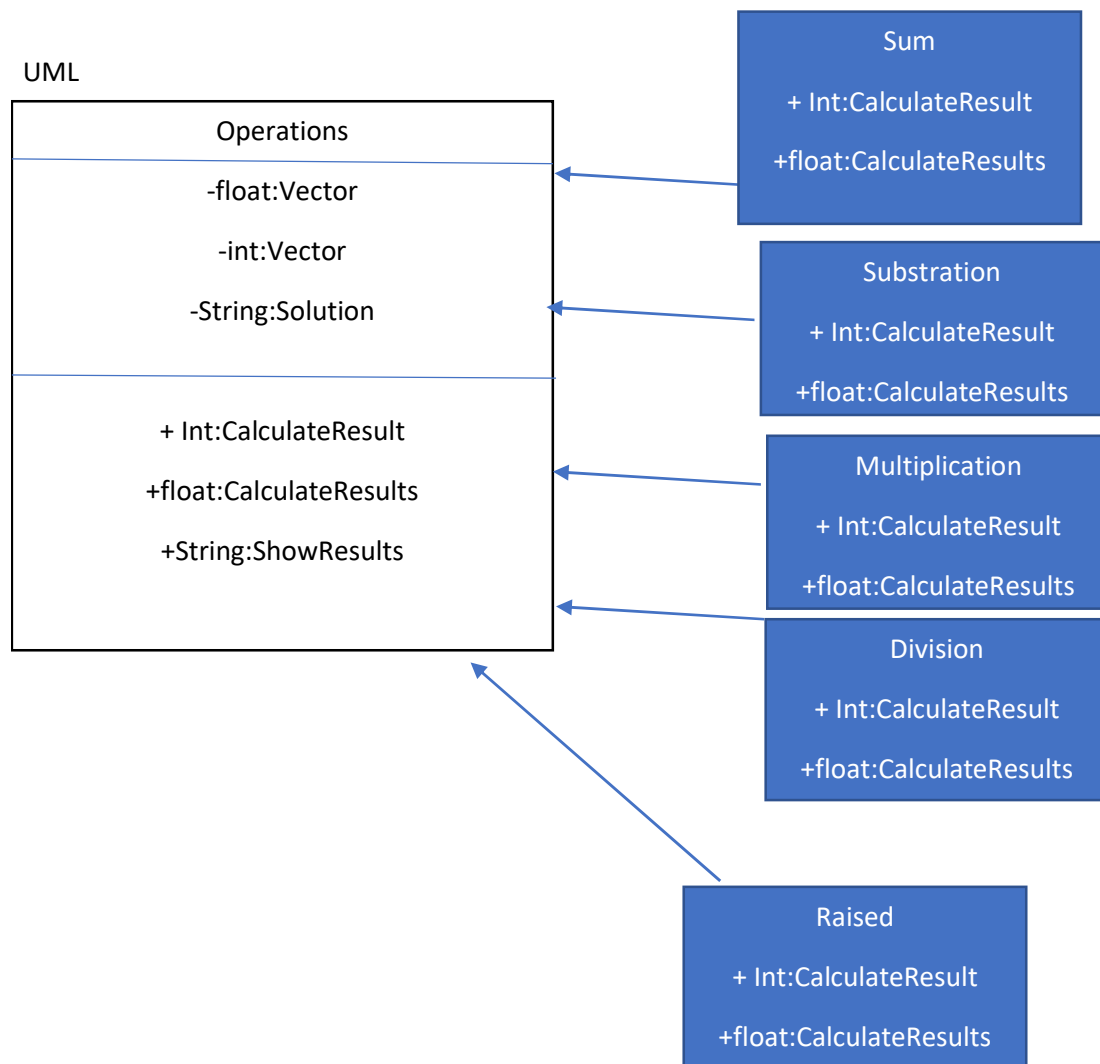 UML
Operations
-float:Vector
-int:Vector
-String:Solution
+ Int:CalculateResult
+float:CalculateResults
+String:ShowResults
Sum
+ Int:CalculateResult
+float:CalculateResults
Substration
+ Int:CalculateResult
+float:CalculateResults
Multiplication
+ Int:CalculateResult
+float:CalculateResults
Division
+ Int:CalculateResult
+float:CalculateResults
Raised
+ Int:CalculateResult
+float:CalculateResults